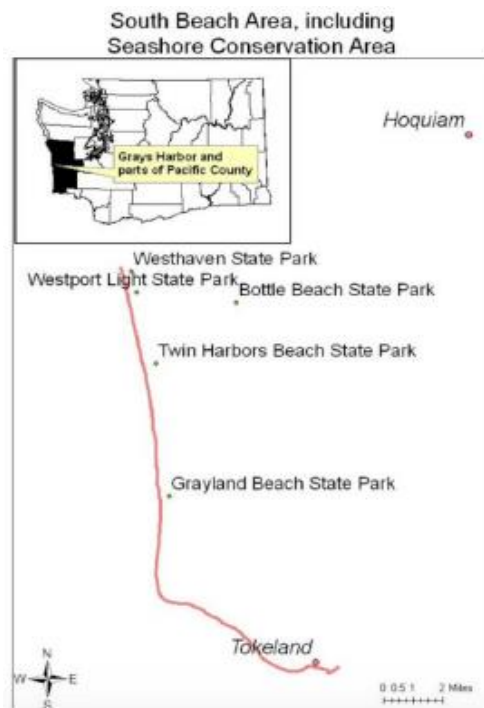 South Beach Area, including
Seashore Conservation Area
Hoquiam
Grays Harbor and
parts of Pacific County
Westhaven State Park
Westport Light State Park
Bottle Beach State Park
Twin Harbors Beach State Park
Grayland Beach State Park
Tokeland
N
W E
S
0 0.5 1 2 Miles